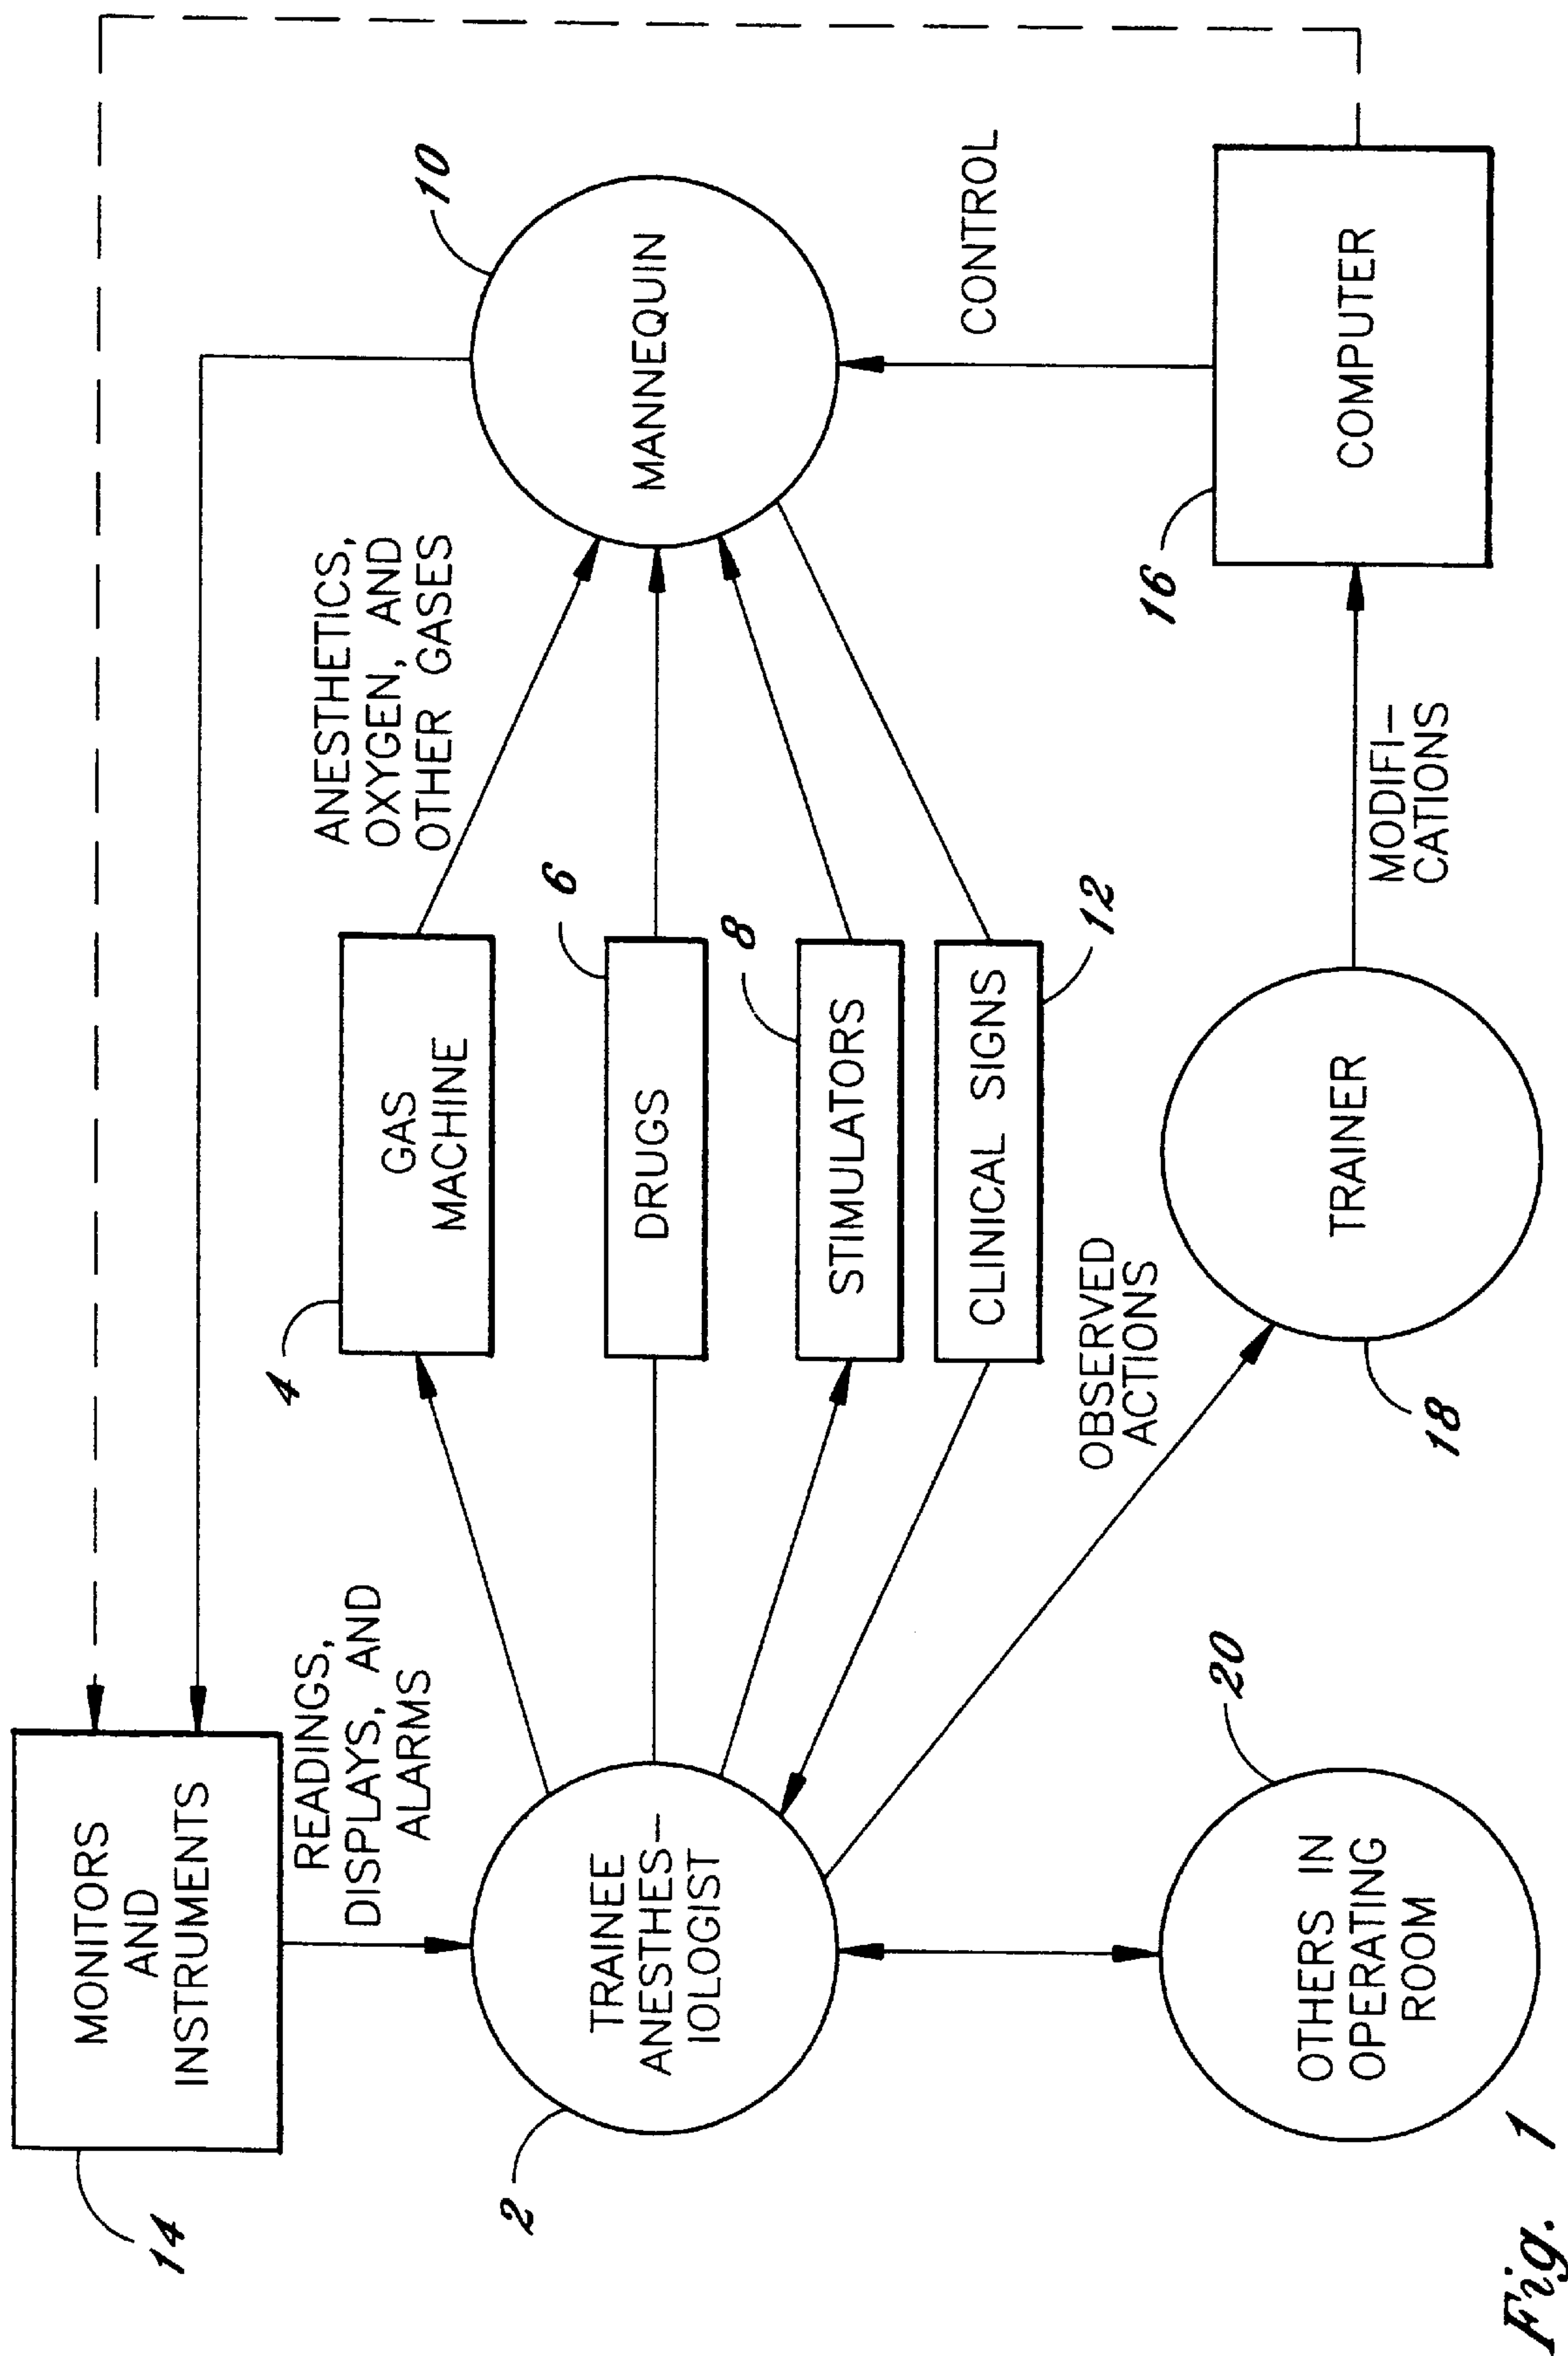 14
MONITORS
AND
INSTRUMENTS
READINGS,
DISPLAYS, AND
ALARMS
2
TRAINEE
ANESTHES-
IOLOGIST
4
GAS
MACHINE
ANESTHETICS,
OXYGEN, AND
OTHER GASES
6
DRUGS
8
STIMULATORS
CLINICAL SIGNS
12
10
MANNEQUIN
CONTROL
OBSERVED
ACTIONS
20
OTHERS IN
OPERATING
ROOM
TRAINER
18
MODIFI-
CATIONS
16
COMPUTER
Fig. 1